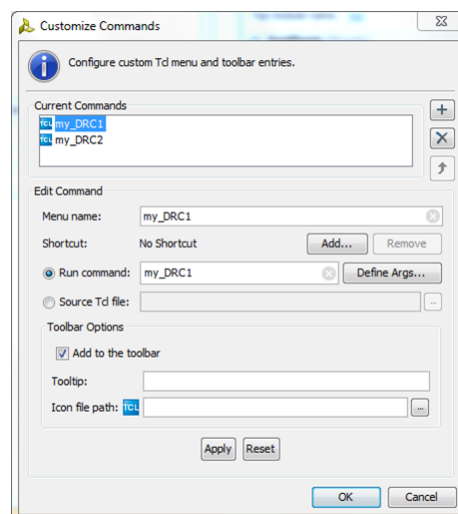 Customize Commands
Configure custom Tcl menu and toolbar entries.
Current Commands
TCL my_DRC1
TCL my_DRC2
Edit Command
Menu name: my_DRC1
Shortcut: No Shortcut Add... Remove
Run command: my_DRC1 Define Args...
Source Tcl file: ...
Toolbar Options
Add to the toolbar
Tooltip:
Icon file path: TCL ...
Apply Reset
OK Cancel